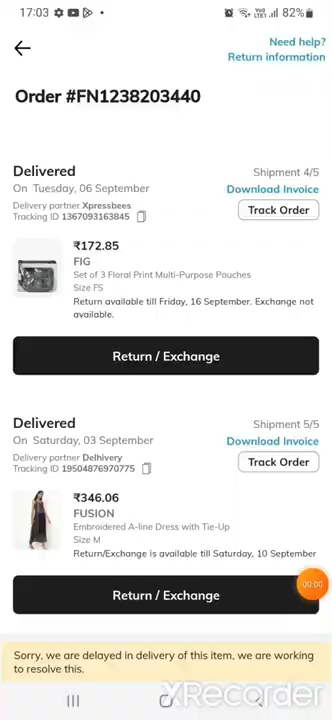 17:03
Vo) LTE1 82%
Need help?
Return information
Order #FN1238203440
Delivered
Shipment 4/5
On Tuesday, 06 September
Download Invoice
Delivery partner Xpressbees
Tracking ID 1367093163845
Track Order
₹172.85
FIG
Set of 3 Floral Print Multi-Purpose Pouches
Size FS
Return available till Friday, 16 September. Exchange not
available.
Return / Exchange
Delivered
Shipment 5/5
On Saturday, 03 September
Download Invoice
Delivery partner Delhivery
Tracking ID 19504876970775
Track Order
₹346.06
FUSION
Embroidered A-line Dress with Tie-Up
Size M
Return/Exchange is available till Saturday, 10 September
00:00
Return / Exchange
Sorry, we are delayed in delivery of this item, we are working
to resolve this.
XRecorder